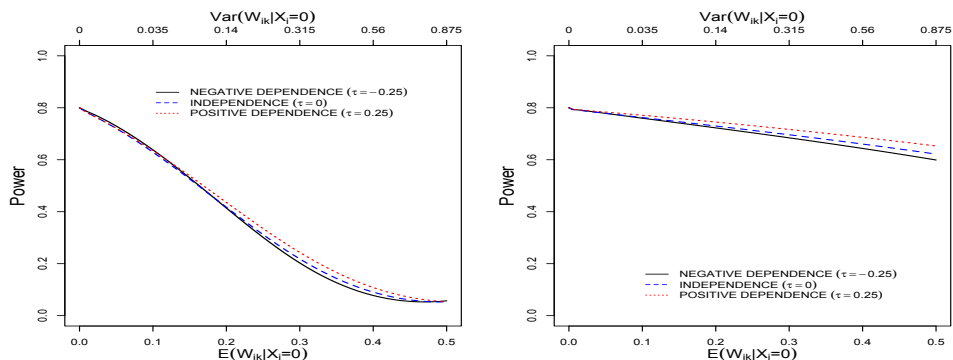 Var(W_ik|X_i=0)
0 0.035 0.14 0.315 0.56 0.875
1.0
0.8
0.6
0.4
0.2
0.0
Power
NEGATIVE DEPENDENCE (τ=−0.25)
INDEPENDENCE (τ=0)
POSITIVE DEPENDENCE (τ=0.25)
0.0 0.1 0.2 0.3 0.4 0.5
E(W_ik|X_i=0)
Var(W_ik|X_i=0)
0 0.035 0.14 0.315 0.56 0.875
1.0
0.8
0.6
0.4
0.2
0.0
Power
NEGATIVE DEPENDENCE (τ=−0.25)
INDEPENDENCE (τ=0)
POSITIVE DEPENDENCE (τ=0.25)
0.0 0.1 0.2 0.3 0.4 0.5
E(W_ik|X_i=0)